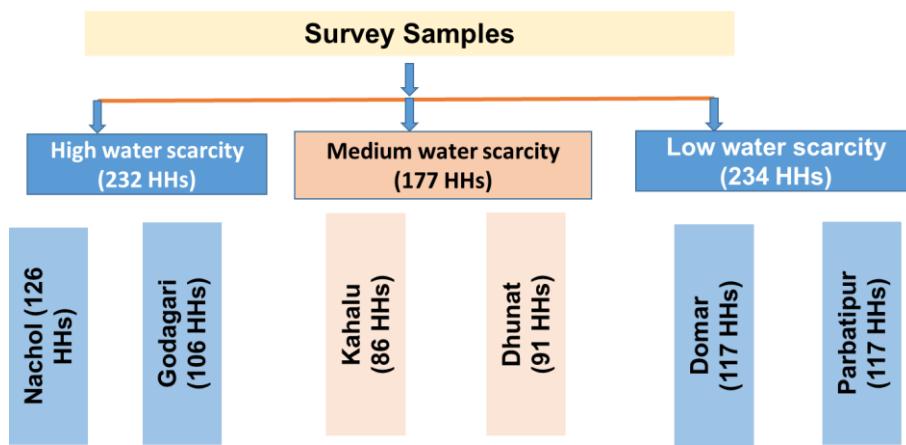 Survey Samples
High water scarcity
(232 HHs)
Medium water scarcity
(177 HHs)
Low water scarcity
(234 HHs)
Nachol (126
HHs)
Godagari
(106 HHs)
Kahalu
(86 HHs)
Dhunat
(91 HHs)
Domar
(117 HHs)
Parbatipur
(117 HHs)